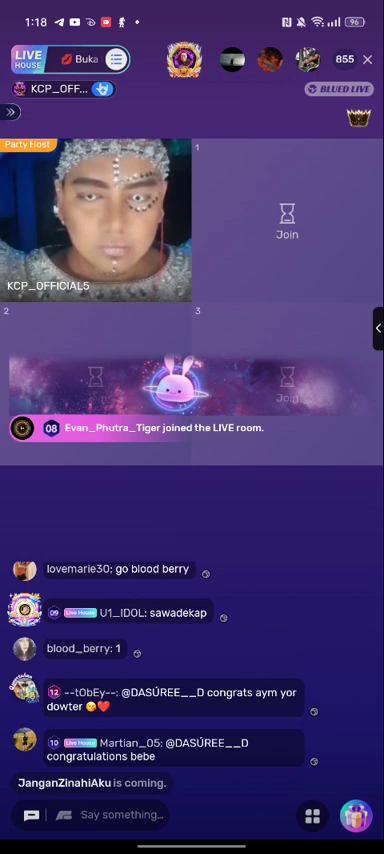 1:18
96
LIVE
HOUSE
💋 Buka
855
KCP_OFF...
BLUED LIVE
Party Host
KCP_OFFICIAL5
1
Join
2
3
Join
08 Evan_Phutra_Tiger joined the LIVE room.
lovemarie30: go blood berry
09 Live House U1_IDOL: sawadekap
blood_berry: 1
12 --tObEy--: @DASÚREE__D congrats aym yor
dowter 😘❤️
10 Live House Martian_05: @DASÚREE__D
congratulations bebe
JanganZinahiAku is coming.
Say something...